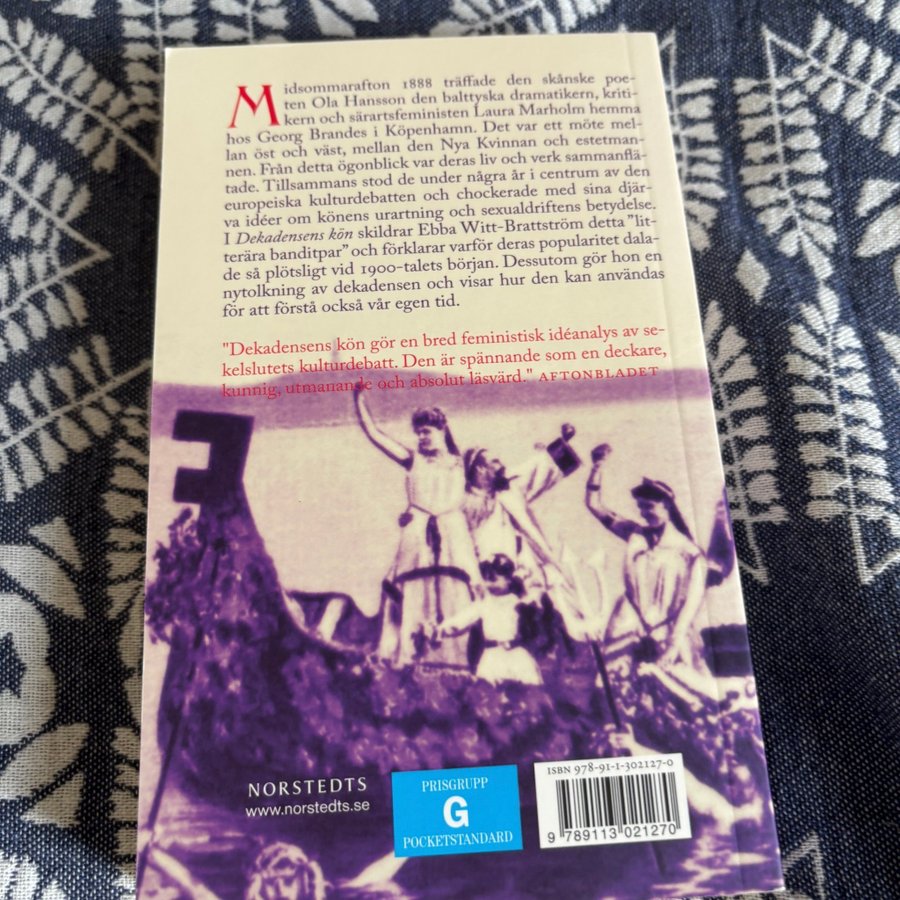 Midsommarafton 1888 träffade den skånske poe-
ten Ola Hansson den balttyska dramatikern, kriti-
kern och särartsfeministen Laura Marholm hemma
hos Georg Brandes i Köpenhamn. Det var ett möte mel-
lan öst och väst, mellan den Nya Kvinnan och estetman-
nen. Från detta ögonblick var deras liv och verk sammanflä-
tade. Tillsammans stod de under några år i centrum av den
europeiska kulturdebatten och chockerade med sina djär-
va idéer om könens urartning och sexualdriftens betydelse.
I Dekadensens kön skildrar Ebba Witt-Brattström detta "lit-
terära banditpar" och förklarar varför deras popularitet dala-
de så plötsligt vid 1900-talets början. Dessutom gör hon en
nytolkning av dekadensen och visar hur den kan användas
för att förstå också vår egen tid.
"Dekadensens kön gör en bred feministisk idéanalys av se-
kelslutets kulturdebatt. Den är spännande som en deckare,
kunnig, utmanande och absolut läsvärd." AFTONBLADET
NORSTEDTS
www.norstedts.se
PRISGRUPP
G
POCKETSTANDARD
ISBN 978-91-1-302127-0
9 789113 021270